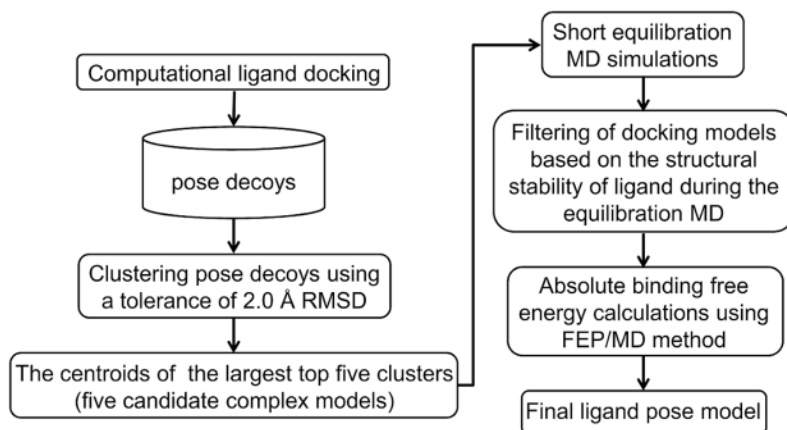 Computational ligand docking
pose decoys
Clustering pose decoys using
a tolerance of 2.0 Å RMSD
The centroids of the largest top five clusters
(five candidate complex models)
Short equilibration
MD simulations
Filtering of docking models
based on the structural
stability of ligand during the
equilibration MD
Absolute binding free
energy calculations using
FEP/MD method
Final ligand pose model